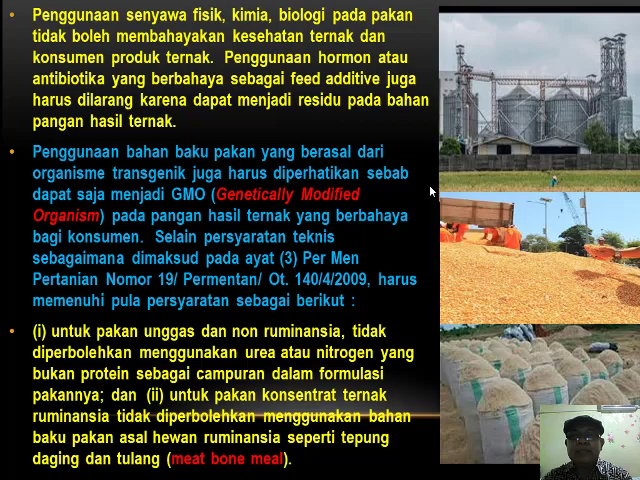 Penggunaan senyawa fisik, kimia, biologi pada pakan
tidak boleh membahayakan kesehatan ternak dan
konsumen produk ternak. Penggunaan hormon atau
antibiotika yang berbahaya sebagai feed additive juga
harus dilarang karena dapat menjadi residu pada bahan
pangan hasil ternak.
Penggunaan bahan baku pakan yang berasal dari
organisme transgenik juga harus diperhatikan sebab
dapat saja menjadi GMO (Genetically Modified
Organism) pada pangan hasil ternak yang berbahaya
bagi konsumen. Selain persyaratan teknis
sebagaimana dimaksud pada ayat (3) Per Men
Pertanian Nomor 19/ Permentan/ Ot. 140/4/2009, harus
memenuhi pula persyaratan sebagai berikut :
(i) untuk pakan unggas dan non ruminansia, tidak
diperbolehkan menggunakan urea atau nitrogen yang
bukan protein sebagai campuran dalam formulasi
pakannya; dan (ii) untuk pakan konsentrat ternak
ruminansia tidak diperbolehkan menggunakan bahan
baku pakan asal hewan ruminansia seperti tepung
daging dan tulang (meat bone meal).